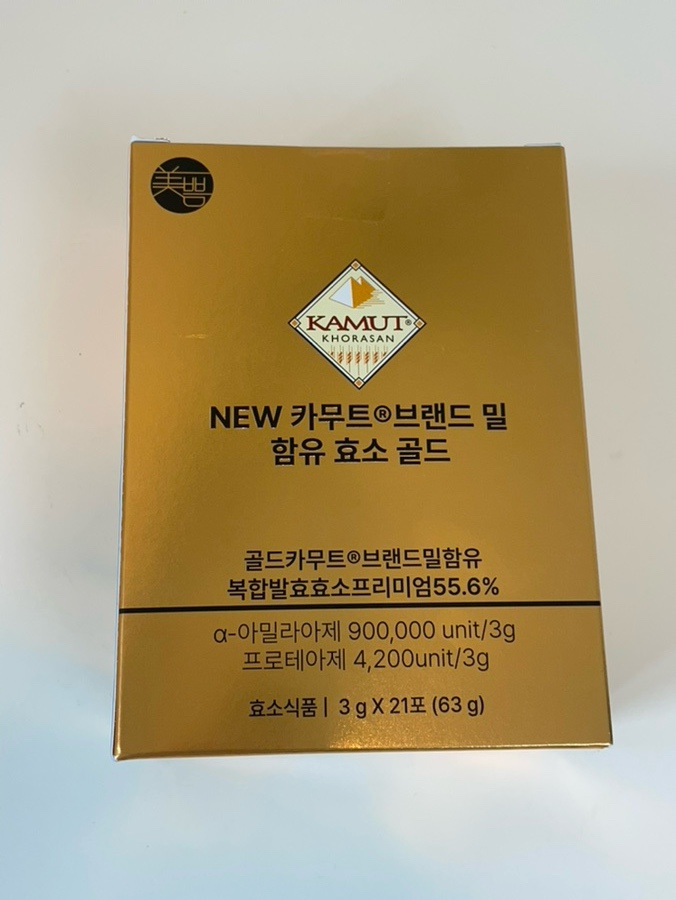 美쁨
KAMUT®
KHORASAN
NEW 카무트®브랜드 밀
함유 효소 골드
골드카무트®브랜드밀함유
복합발효효소프리미엄55.6%
α-아밀라아제 900,000 unit/3g
프로테아제 4,200unit/3g
효소식품 | 3 g X 21포 (63 g)